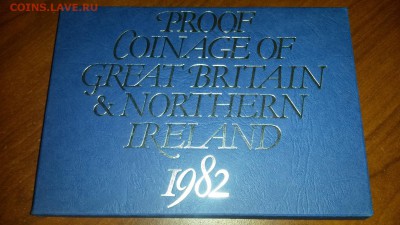 COINS.LAVE.RU
PROOF
COINAGE OF
GREAT BRITAIN
& NORTHERN
IRELAND
1982